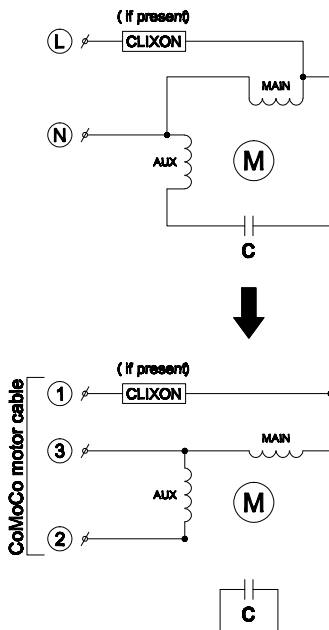 ( if present)
L
CLIXON
MAIN
N
AUX
M
C
( if present)
1
CLIXON
CoMoCo motor cable
3
MAIN
AUX
M
2
C